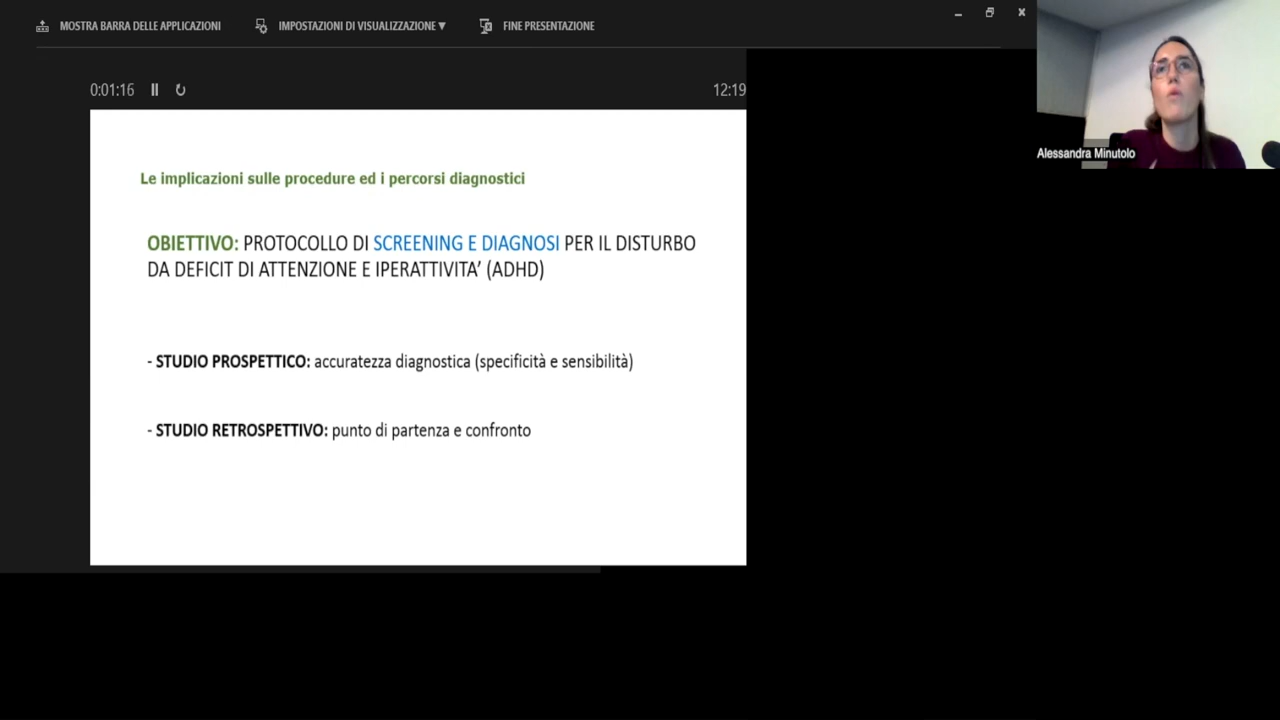 MOSTRA BARRA DELLE APPLICAZIONI IMPOSTAZIONI DI VISUALIZZAZIONE ▼ FINE PRESENTAZIONE
0:01:16 12:19
Alessandra Minutolo
Le implicazioni sulle procedure ed i percorsi diagnostici
OBIETTIVO: PROTOCOLLO DI SCREENING E DIAGNOSI PER IL DISTURBO
DA DEFICIT DI ATTENZIONE E IPERATTIVITA’ (ADHD)
- STUDIO PROSPETTICO: accuratezza diagnostica (specificità e sensibilità)
- STUDIO RETROSPETTIVO: punto di partenza e confronto